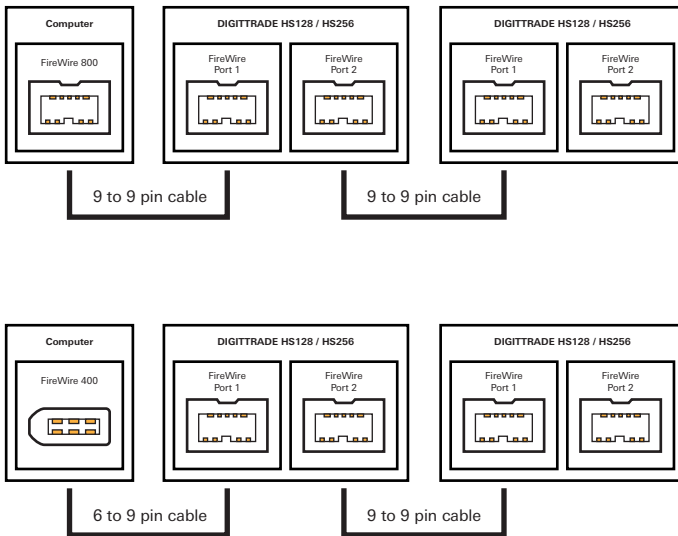 Computer
DIGITTRADE HS128 / HS256
DIGITTRADE HS128 / HS256
FireWire 800
FireWire
Port 1
FireWire
Port 2
FireWire
Port 1
FireWire
Port 2
9 to 9 pin cable
9 to 9 pin cable
Computer
DIGITTRADE HS128 / HS256
DIGITTRADE HS128 / HS256
FireWire 400
FireWire
Port 1
FireWire
Port 2
FireWire
Port 1
FireWire
Port 2
6 to 9 pin cable
9 to 9 pin cable